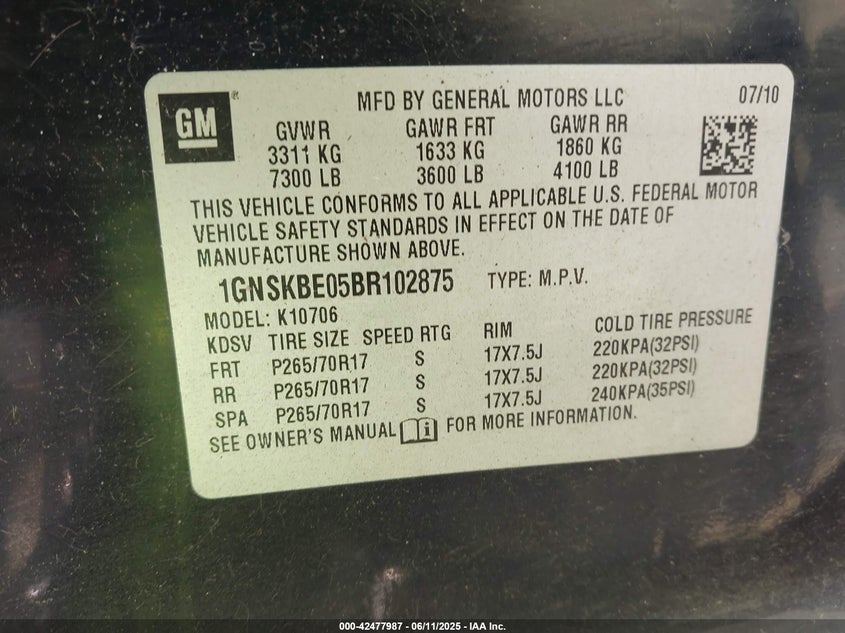 GM
MFD BY GENERAL MOTORS LLC 07/10
GVWR GAWR FRT GAWR RR
3311 KG 1633 KG 1860 KG
7300 LB 3600 LB 4100 LB
THIS VEHICLE CONFORMS TO ALL APPLICABLE U.S. FEDERAL MOTOR
VEHICLE SAFETY STANDARDS IN EFFECT ON THE DATE OF
MANUFACTURE SHOWN ABOVE.
1GNSKBE05BR102875 TYPE: M.P.V.
MODEL: K10706
KDSV TIRE SIZE SPEED RTG RIM COLD TIRE PRESSURE
FRT P265/70R17 S 17X7.5J 220KPA(32PSI)
RR P265/70R17 S 17X7.5J 220KPA(32PSI)
SPA P265/70R17 S 17X7.5J 240KPA(35PSI)
SEE OWNER'S MANUAL FOR MORE INFORMATION.
000-42477987 - 06/11/2025 - IAA Inc.